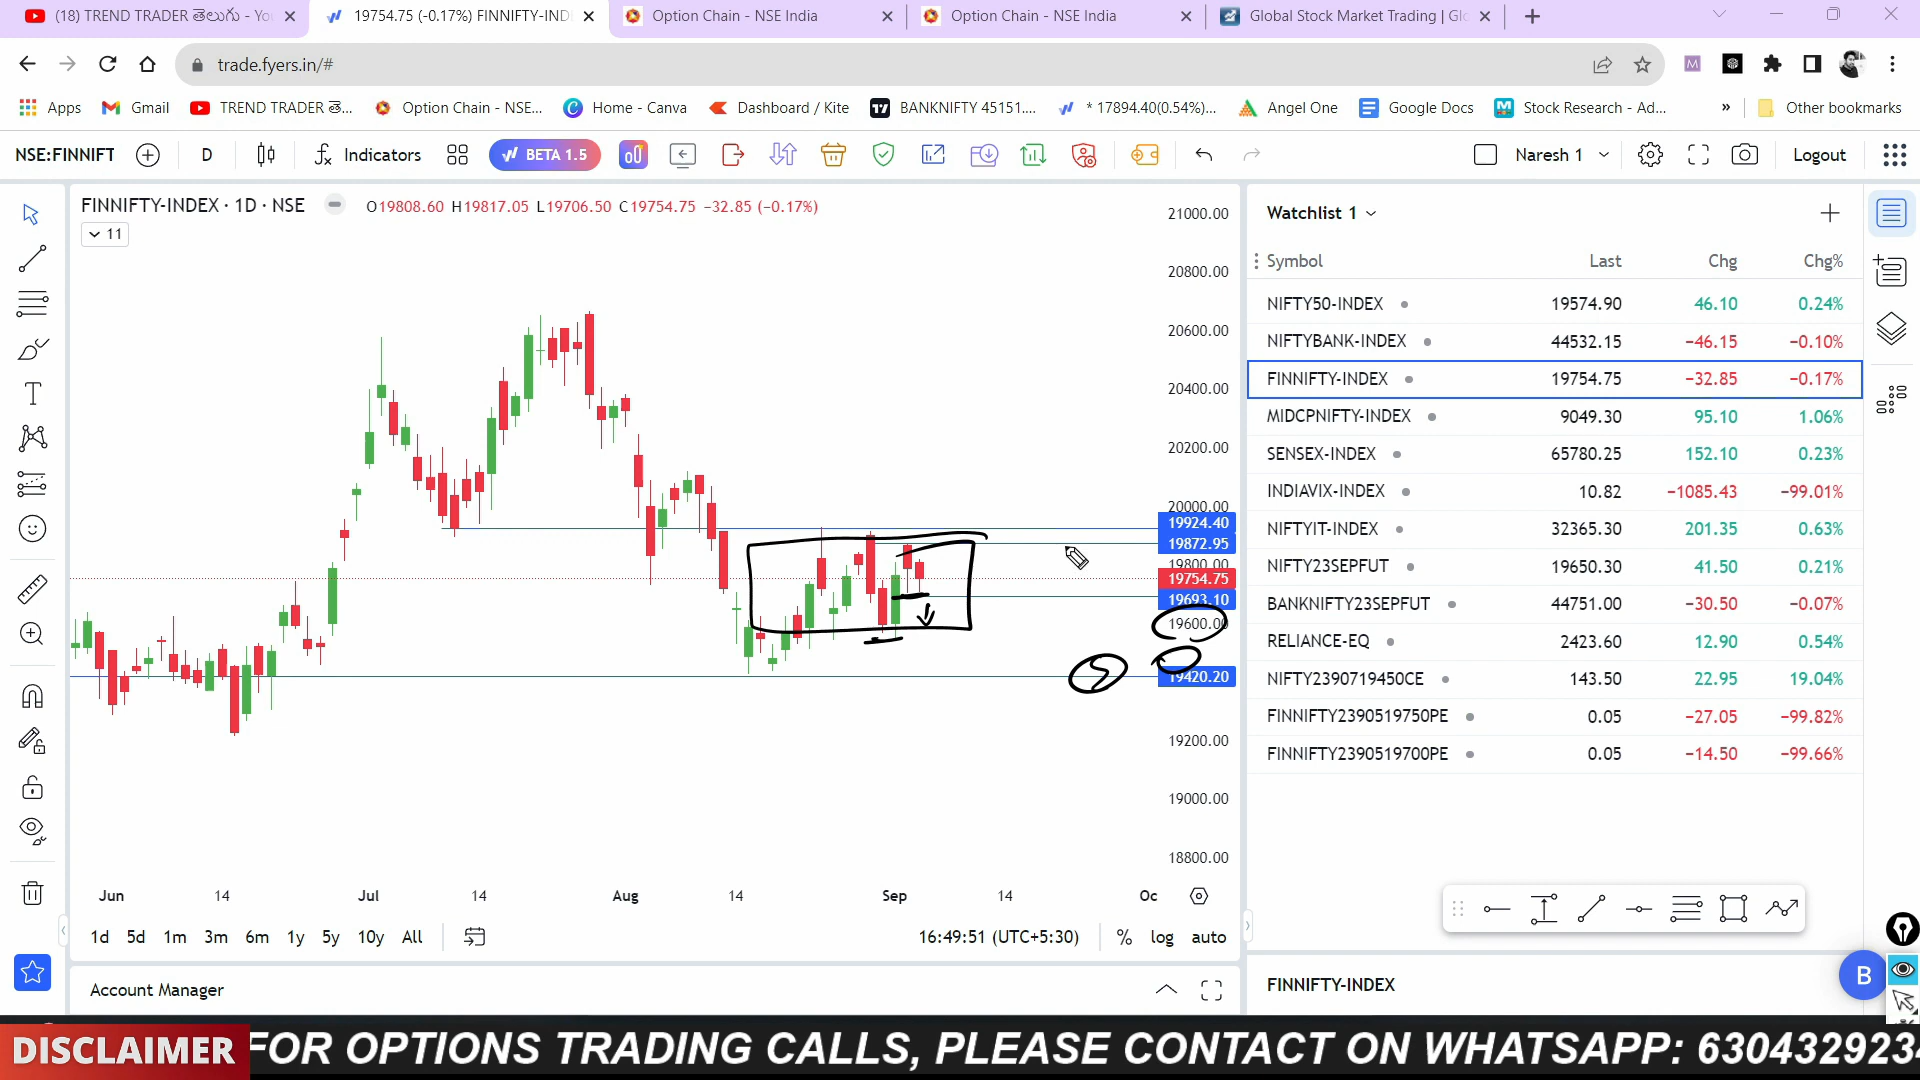 (18) TREND TRADER తెలుగు - Yo
19754.75 (-0.17%) FINNIFTY-IND
Option Chain - NSE India
Option Chain - NSE India
Global Stock Market Trading | Gl
trade.fyers.in/#
Apps
Gmail
TREND TRADER తె...
Option Chain - NSE...
Home - Canva
Dashboard / Kite
BANKNIFTY 45151....
* 17894.40(0.54%)...
Angel One
Google Docs
Stock Research - Ad...
»
Other bookmarks
NSE:FINNIFT
D
Indicators
BETA 1.5
Naresh 1
Logout
FINNIFTY-INDEX · 1D · NSE
O19808.60 H19817.05 L19706.50 C19754.75 −32.85 (−0.17%)
11
21000.00
20800.00
20600.00
20400.00
20200.00
20000.00
19924.40
19872.95
19800.00
19754.75
19693.10
19600.00
S
19420.20
19200.00
19000.00
18800.00
Jun 14 Jul 14 Aug 14 Sep 14 Oc
1d 5d 1m 3m 6m 1y 5y 10y All
16:49:51 (UTC+5:30)
% log auto
Account Manager
Watchlist 1
Symbol Last Chg Chg%
NIFTY50-INDEX 19574.90 46.10 0.24%
NIFTYBANK-INDEX 44532.15 −46.15 −0.10%
FINNIFTY-INDEX 19754.75 −32.85 −0.17%
MIDCPNIFTY-INDEX 9049.30 95.10 1.06%
SENSEX-INDEX 65780.25 152.10 0.23%
INDIAVIX-INDEX 10.82 −1085.43 −99.01%
NIFTYIT-INDEX 32365.30 201.35 0.63%
NIFTY23SEPFUT 19650.30 41.50 0.21%
BANKNIFTY23SEPFUT 44751.00 −30.50 −0.07%
RELIANCE-EQ 2423.60 12.90 0.54%
NIFTY2390719450CE 143.50 22.95 19.04%
FINNIFTY2390519750PE 0.05 −27.05 −99.82%
FINNIFTY2390519700PE 0.05 −14.50 −99.66%
FINNIFTY-INDEX
B
DISCLAIMER
FOR OPTIONS TRADING CALLS, PLEASE CONTACT ON WHATSAPP: 630432923